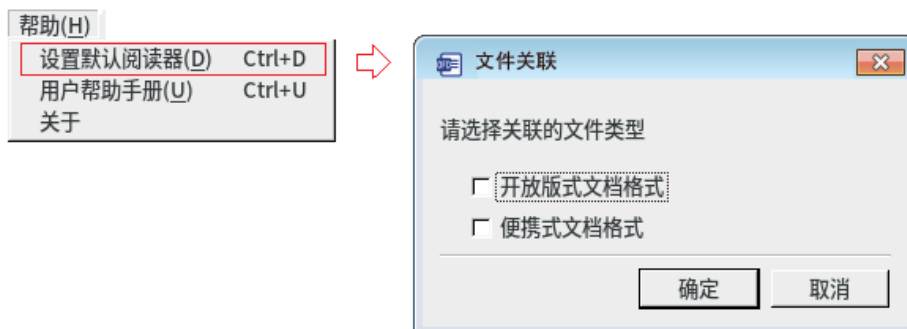 帮助(H)
设置默认阅读器(D) Ctrl+D
用户帮助手册(U) Ctrl+U
关于
文件关联
请选择关联的文件类型
开放版式文档格式
便携式文档格式
确定 取消